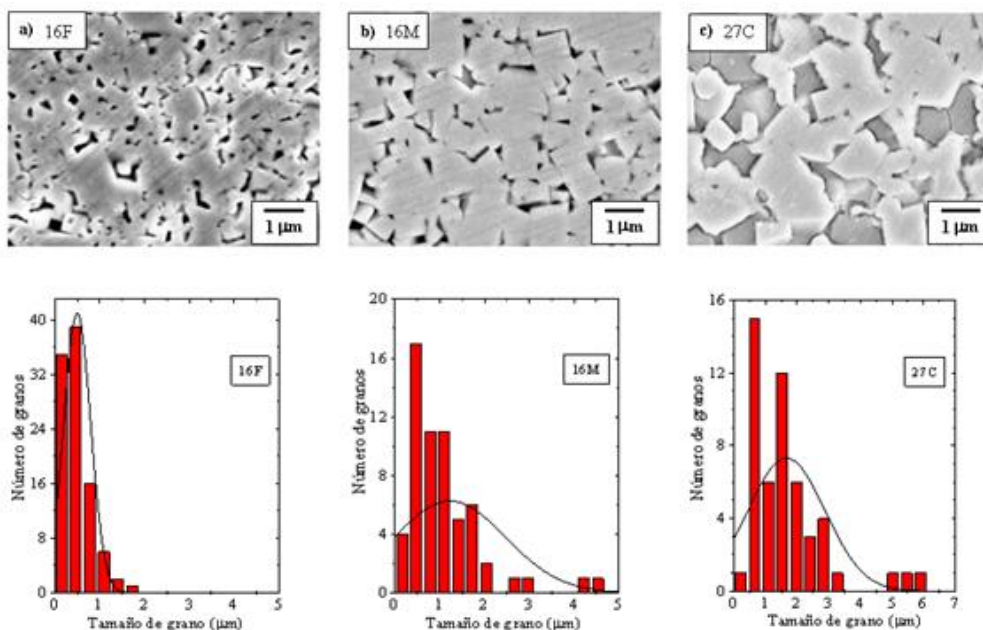 a) 16F
b) 16M
c) 27C
1 µm
1 µm
1 µm
40
32
24
16
8
0
Número de granos
16F
0 1 2 3 4 5
Tamaño de grano (µm)
20
16
12
8
4
0
Número de granos
16M
0 1 2 3 4 5
Tamaño de grano (µm)
16
12
8
4
0
Número de granos
27C
0 1 2 3 4 5 6 7
Tamaño de grano (µm)